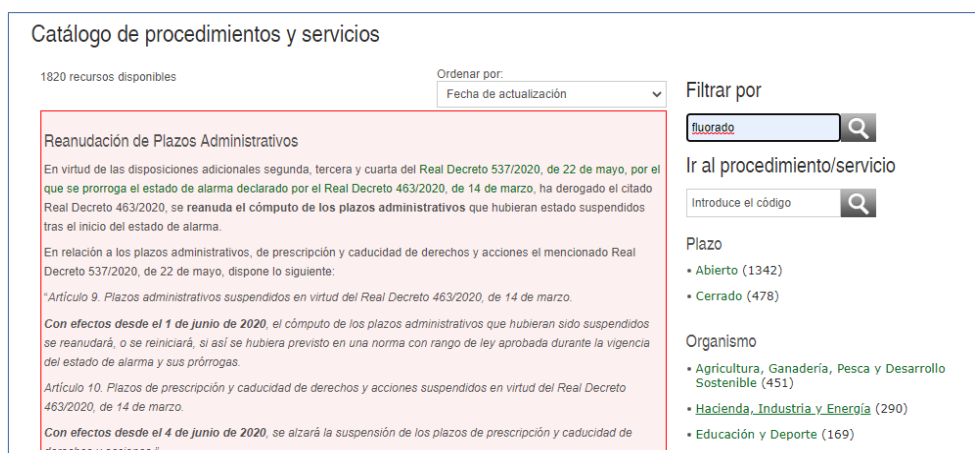 Catálogo de procedimientos y servicios
1820 recursos disponibles
Ordenar por:
Fecha de actualización
Reanudación de Plazos Administrativos
En virtud de las disposiciones adicionales segunda, tercera y cuarta del Real Decreto 537/2020, de 22 de mayo, por el
que se prorroga el estado de alarma declarado por el Real Decreto 463/2020, de 14 de marzo, ha derogado el citado
Real Decreto 463/2020, se reanuda el cómputo de los plazos administrativos que hubieran estado suspendidos
tras el inicio del estado de alarma.
En relación a los plazos administrativos, de prescripción y caducidad de derechos y acciones el mencionado Real
Decreto 537/2020, de 22 de mayo, dispone lo siguiente:
“Artículo 9. Plazos administrativos suspendidos en virtud del Real Decreto 463/2020, de 14 de marzo.
Con efectos desde el 1 de junio de 2020, el cómputo de los plazos administrativos que hubieran sido suspendidos
se reanudará, o se reiniciará, si así se hubiera previsto en una norma con rango de ley aprobada durante la vigencia
del estado de alarma y sus prórrogas.
Artículo 10. Plazos de prescripción y caducidad de derechos y acciones suspendidos en virtud del Real Decreto
463/2020, de 14 de marzo.
Con efectos desde el 4 de junio de 2020, se alzará la suspensión de los plazos de prescripción y caducidad de
Filtrar por
fluorado
Ir al procedimiento/servicio
Introduce el código
Plazo
• Abierto (1342)
• Cerrado (478)
Organismo
• Agricultura, Ganadería, Pesca y Desarrollo
Sostenible (451)
• Hacienda, Industria y Energía (290)
• Educación y Deporte (169)